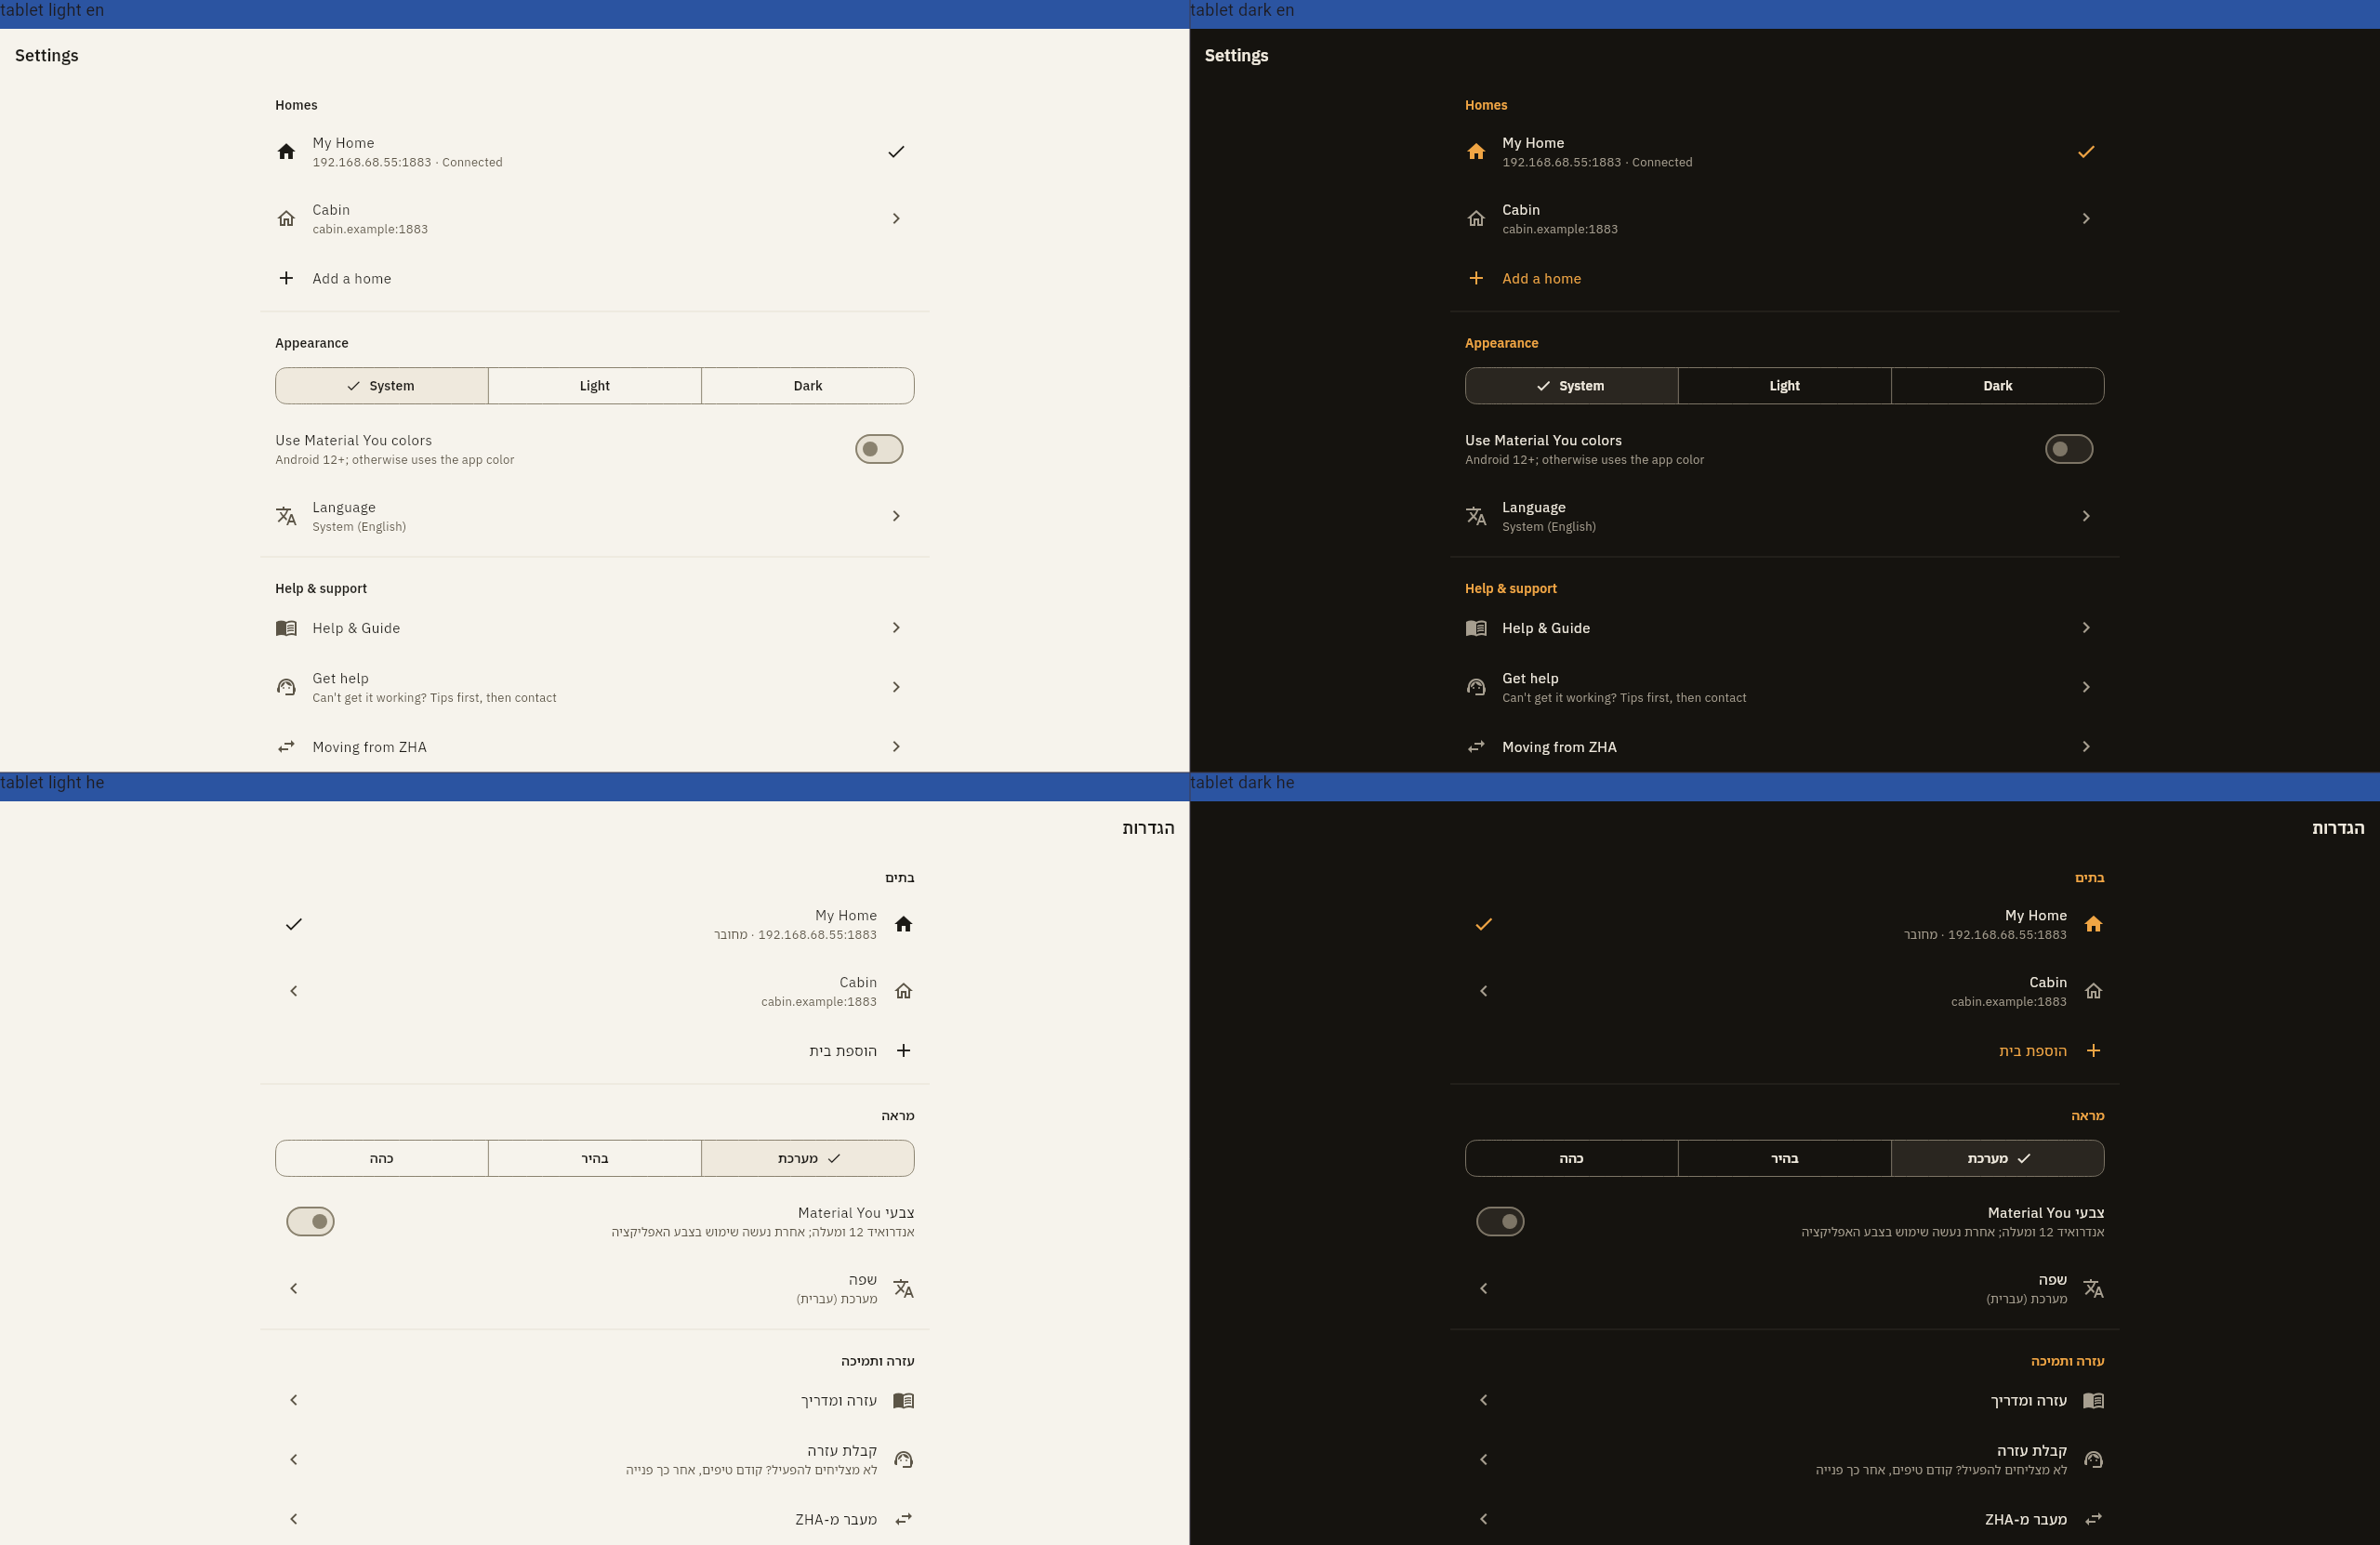 tablet light en
Settings
Homes
My Home
192.168.68.55:1883 · Connected
Cabin
cabin.example:1883
Add a home
Appearance
System
Light
Dark
Use Material You colors
Android 12+; otherwise uses the app color
Language
System (English)
Help & support
Help & Guide
Get help
Can't get it working? Tips first, then contact
Moving from ZHA
tablet dark en
Settings
Homes
My Home
192.168.68.55:1883 · Connected
Cabin
cabin.example:1883
Add a home
Appearance
System
Light
Dark
Use Material You colors
Android 12+; otherwise uses the app color
Language
System (English)
Help & support
Help & Guide
Get help
Can't get it working? Tips first, then contact
Moving from ZHA
tablet light he
הגדרות
בתים
My Home
192.168.68.55:1883 · מחובר
Cabin
cabin.example:1883
הוספת בית
מראה
מערכת
בהיר
כהה
צבעי Material You
אנדרואיד 12 ומעלה; אחרת נעשה שימוש בצבע האפליקציה
שפה
מערכת (עברית)
עזרה ותמיכה
עזרה ומדריך
קבלת עזרה
לא מצליחים להפעיל? קודם טיפים, אחר כך פנייה
מעבר מ-ZHA
tablet dark he
הגדרות
בתים
My Home
192.168.68.55:1883 · מחובר
Cabin
cabin.example:1883
הוספת בית
מראה
מערכת
בהיר
כהה
צבעי Material You
אנדרואיד 12 ומעלה; אחרת נעשה שימוש בצבע האפליקציה
שפה
מערכת (עברית)
עזרה ותמיכה
עזרה ומדריך
קבלת עזרה
לא מצליחים להפעיל? קודם טיפים, אחר כך פנייה
מעבר מ-ZHA